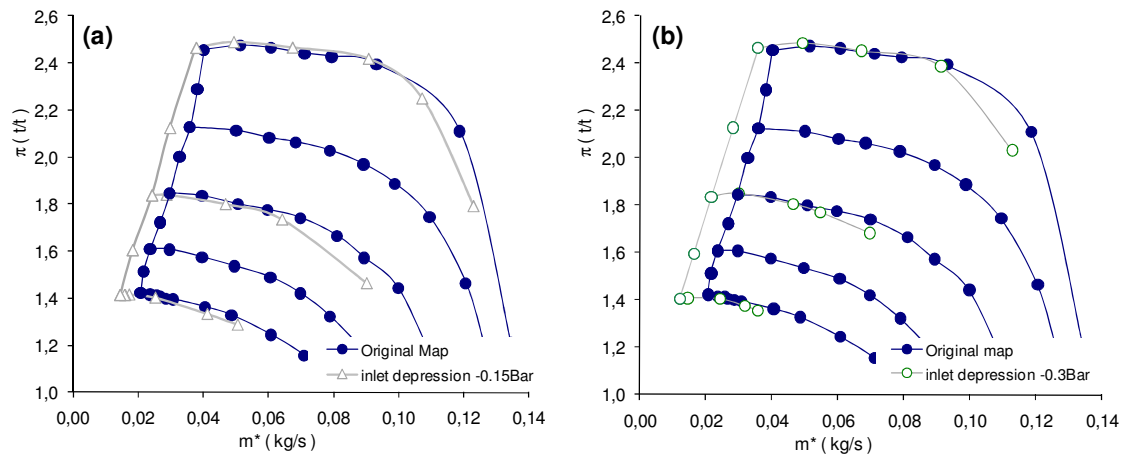 (a)
π ( t/t )
2,6
2,4
2,2
2,0
1,8
1,6
1,4
1,2
1,0
0,00 0,02 0,04 0,06 0,08 0,10 0,12 0,14
m* ( kg/s )
Original Map
inlet depression -0.15Bar
(b)
π ( t/t )
2,6
2,4
2,2
2,0
1,8
1,6
1,4
1,2
1,0
0,00 0,02 0,04 0,06 0,08 0,10 0,12 0,14
m* ( kg/s )
Original map
inlet depression -0.3Bar